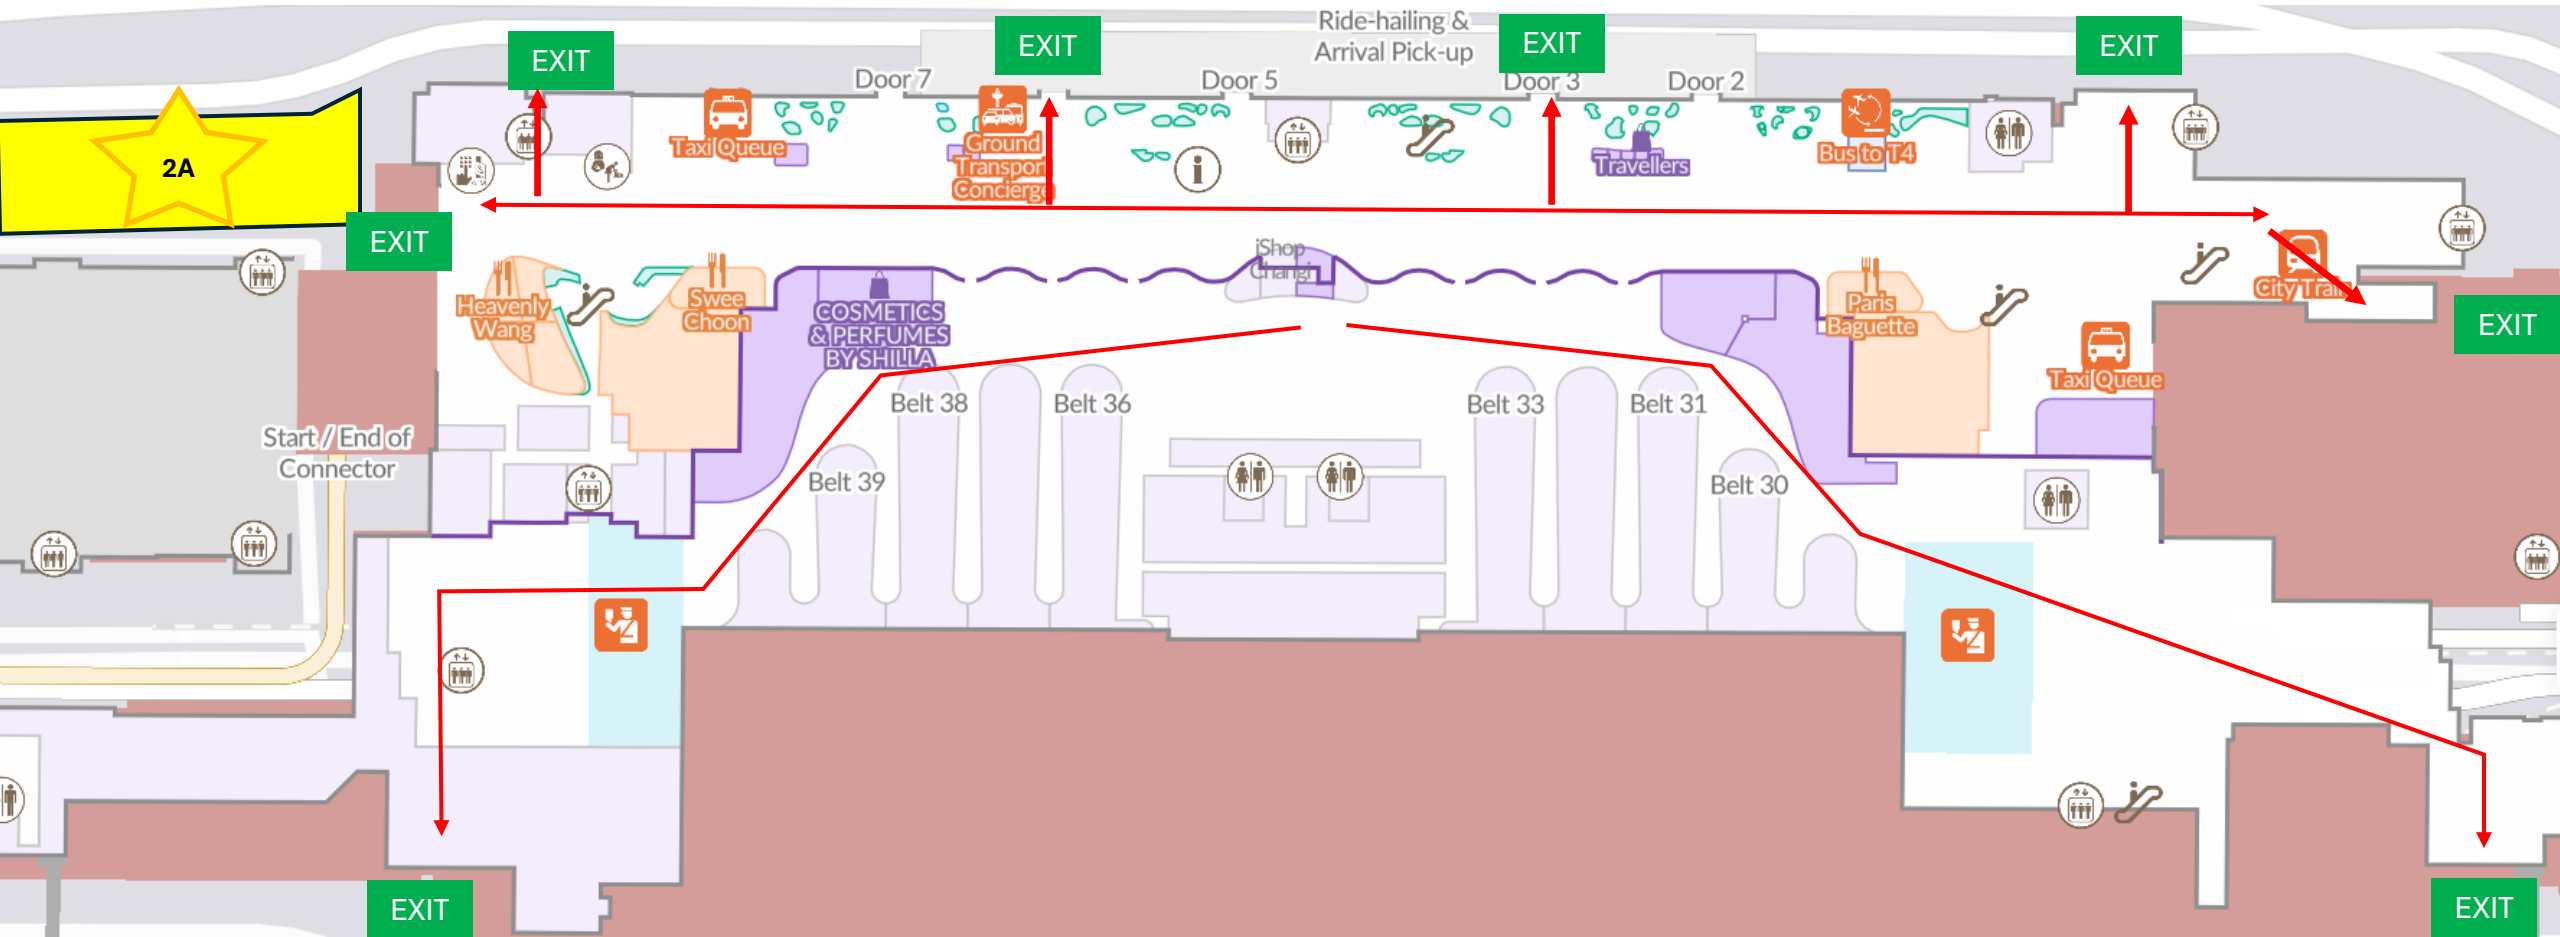 Ride-hailing &
Arrival Pick-up
EXIT
EXIT
EXIT
EXIT
Door 7
Door 5
Door 3
Door 2
2A
Taxi Queue
Ground
Transport
Concierge
Travellers
Bus to T4
EXIT
iShop
Changi
City Train
EXIT
Heavenly
Wang
Swee
Choon
COSMETICS
& PERFUMES
BY SHILLA
Paris
Baguette
Taxi Queue
Start / End of
Connector
Belt 38
Belt 36
Belt 33
Belt 31
Belt 39
Belt 30
EXIT
EXIT